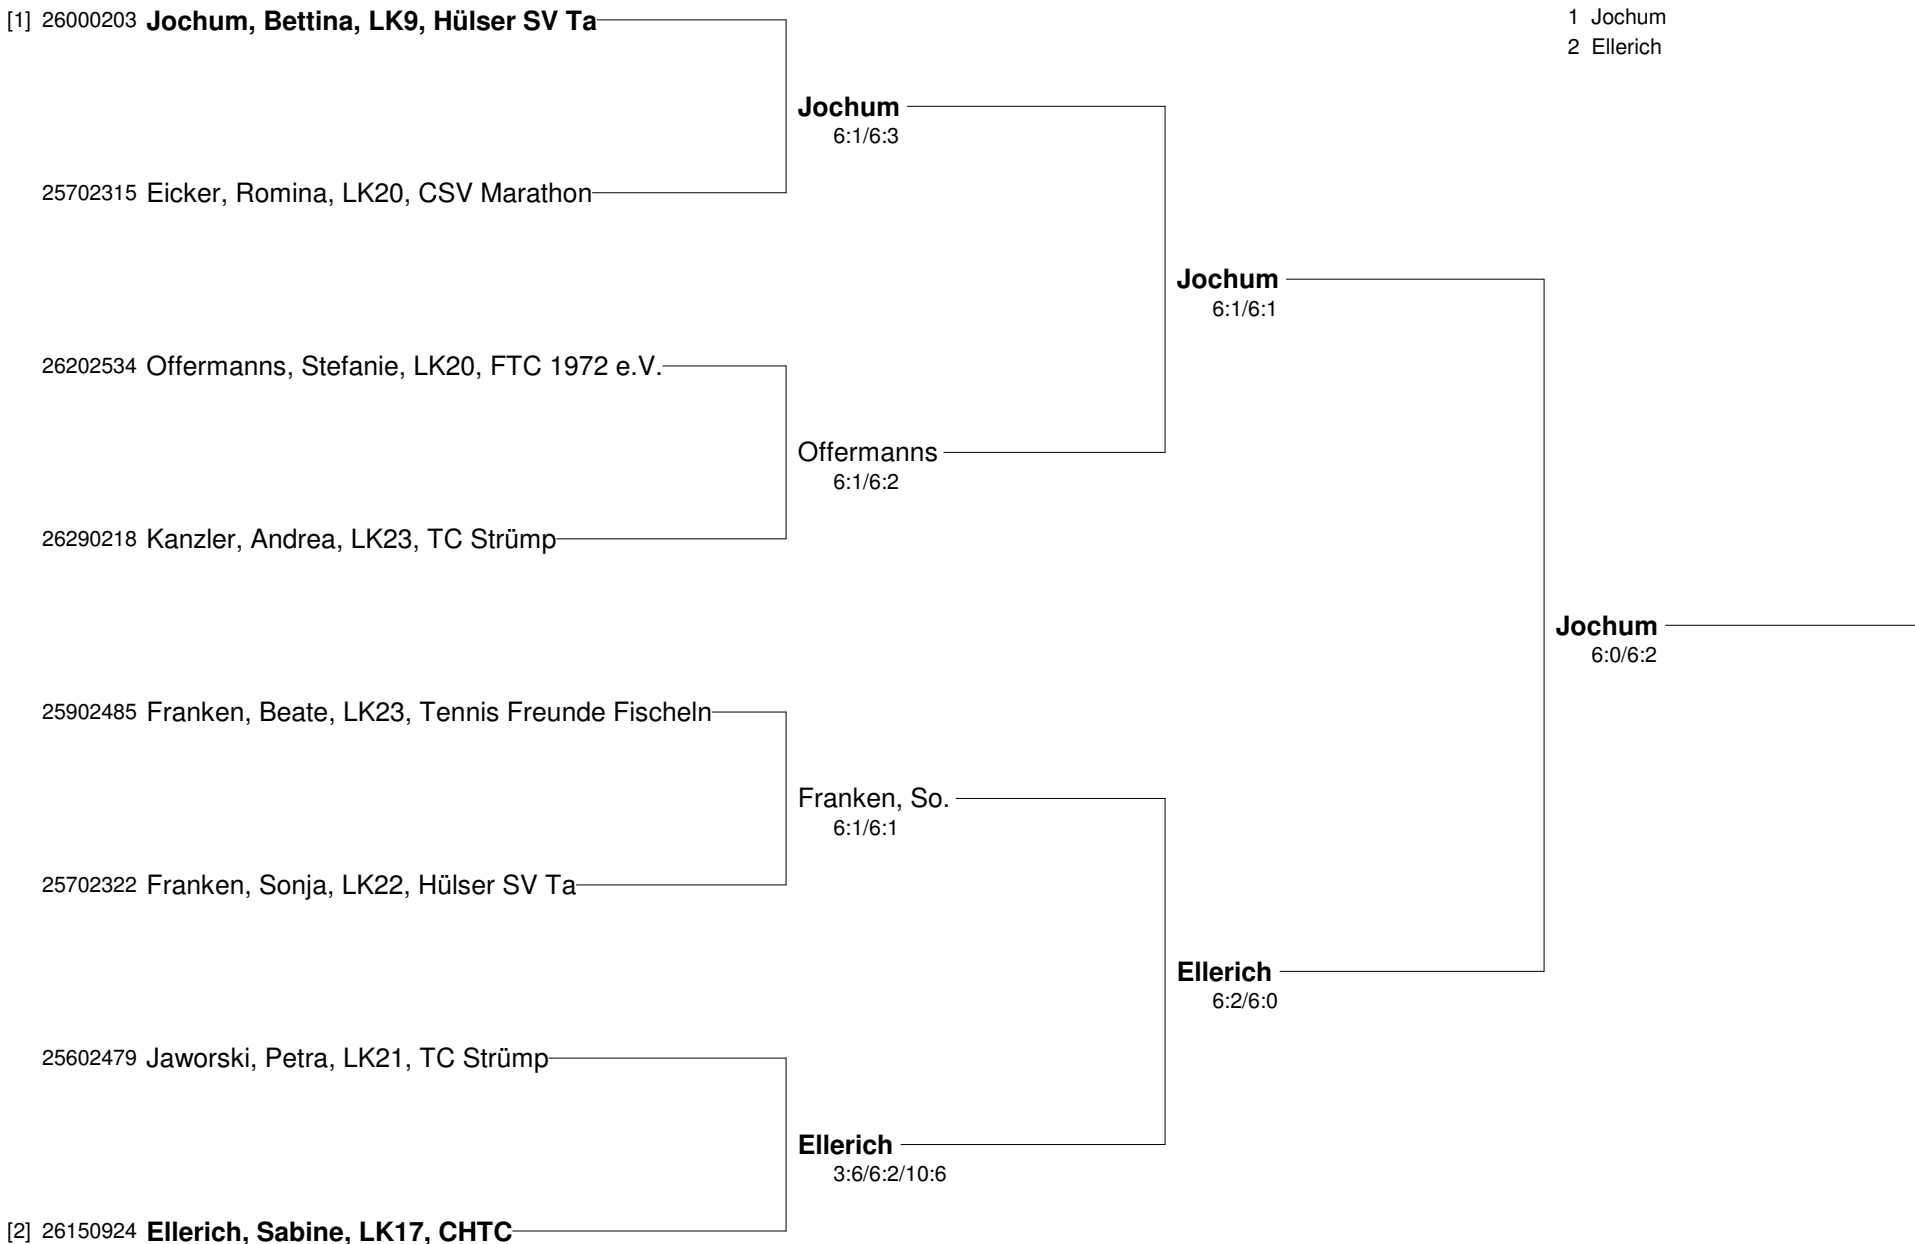 [1] 26000203 Jochum, Bettina, LK9, Hülser SV Ta
1 Jochum
2 Ellerich
Jochum
6:1/6:3
25702315 Eicker, Romina, LK20, CSV Marathon
Jochum
6:1/6:1
26202534 Offermanns, Stefanie, LK20, FTC 1972 e.V.
Offermanns
6:1/6:2
26290218 Kanzler, Andrea, LK23, TC Strümp
Jochum
6:0/6:2
25902485 Franken, Beate, LK23, Tennis Freunde Fischeln
Franken, So.
6:1/6:1
25702322 Franken, Sonja, LK22, Hülser SV Ta
Ellerich
6:2/6:0
25602479 Jaworski, Petra, LK21, TC Strümp
Ellerich
3:6/6:2/10:6
[2] 26150924 Ellerich, Sabine, LK17, CHTC